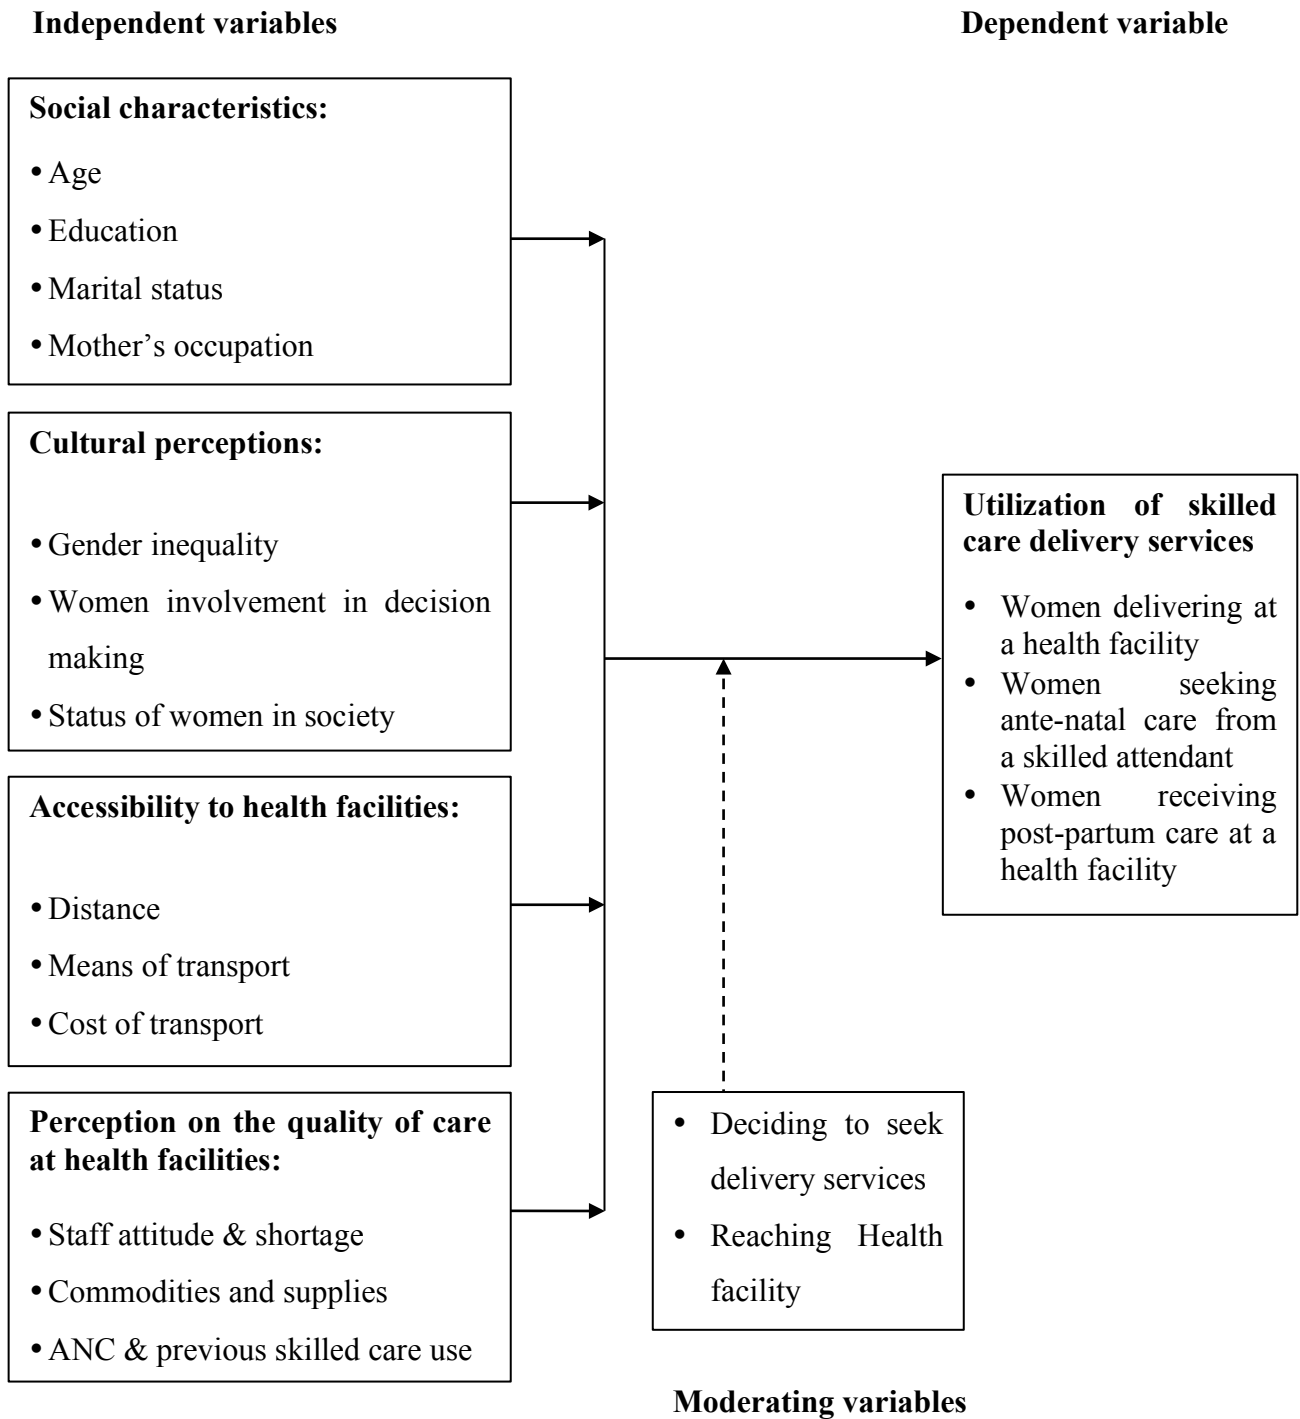 Independent variables
Dependent variable
Social characteristics:
• Age
• Education
• Marital status
• Mother’s occupation
Cultural perceptions:
• Gender inequality
• Women involvement in decision
making
• Status of women in society
Accessibility to health facilities:
• Distance
• Means of transport
• Cost of transport
Perception on the quality of care
at health facilities:
• Staff attitude & shortage
• Commodities and supplies
• ANC & previous skilled care use
Utilization of skilled
care delivery services
• Women delivering at
a health facility
• Women seeking
ante-natal care from
a skilled attendant
• Women receiving
post-partum care at a
health facility
• Deciding to seek
delivery services
• Reaching Health
facility
Moderating variables